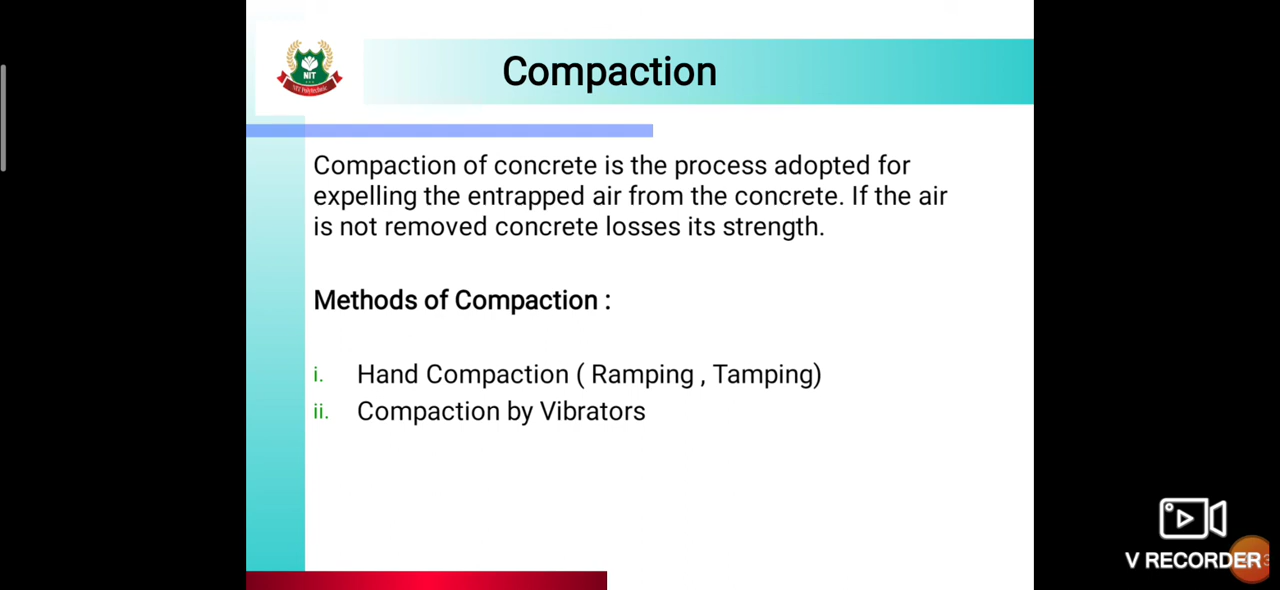 NIT
NIT Polytechnic
Compaction
Compaction of concrete is the process adopted for
expelling the entrapped air from the concrete. If the air
is not removed concrete losses its strength.
Methods of Compaction :
i. Hand Compaction ( Ramping , Tamping)
ii. Compaction by Vibrators
V RECORDER